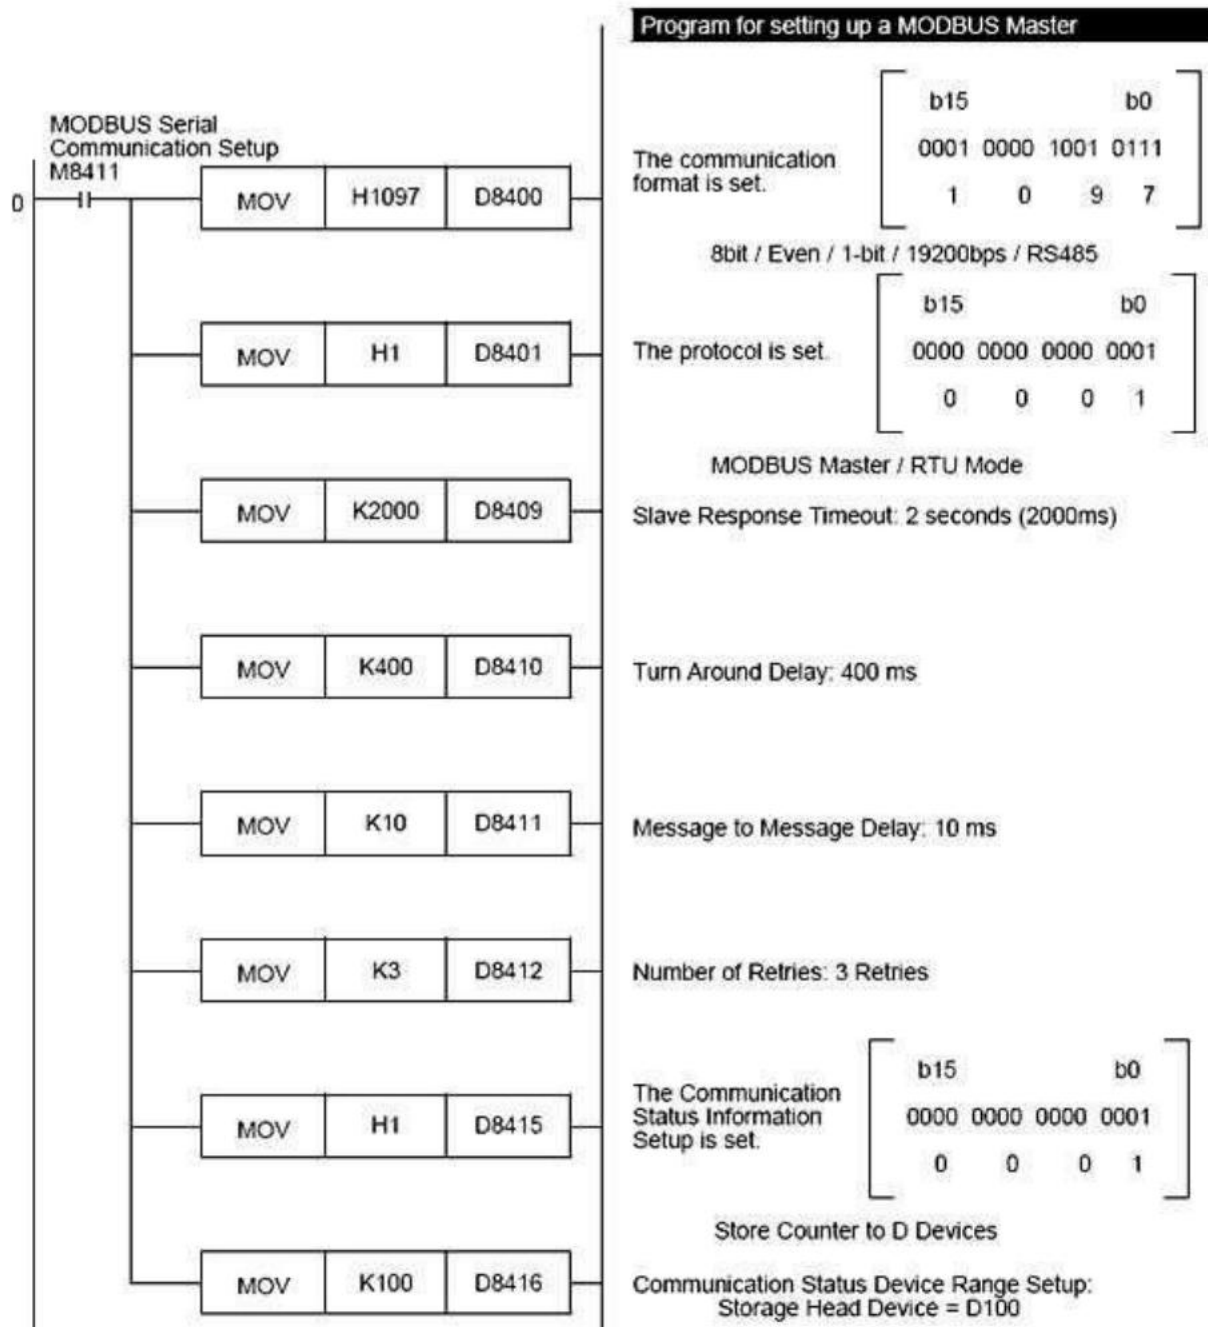 Program for setting up a MODBUS Master
MODBUS Serial
Communication Setup
M8411
0
MOV H1097 D8400
The communication
format is set.
b15 b0
0001 0000 1001 0111
1 0 9 7
8bit / Even / 1-bit / 19200bps / RS485
MOV H1 D8401
The protocol is set.
b15 b0
0000 0000 0000 0001
0 0 0 1
MODBUS Master / RTU Mode
MOV K2000 D8409
Slave Response Timeout: 2 seconds (2000ms)
MOV K400 D8410
Turn Around Delay: 400 ms
MOV K10 D8411
Message to Message Delay: 10 ms
MOV K3 D8412
Number of Retries: 3 Retries
MOV H1 D8415
The Communication
Status Information
Setup is set.
b15 b0
0000 0000 0000 0001
0 0 0 1
Store Counter to D Devices
MOV K100 D8416
Communication Status Device Range Setup:
Storage Head Device = D100